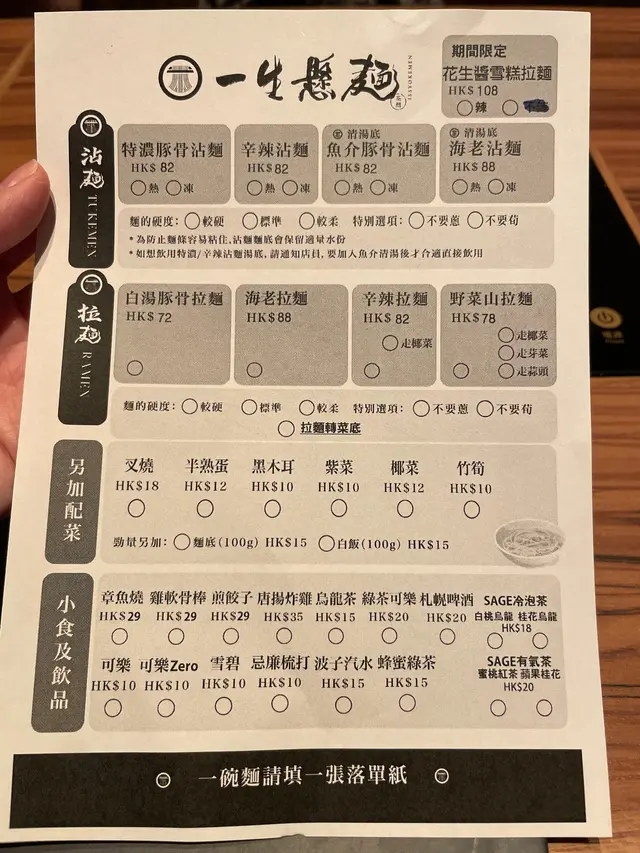 一生懸麵
ISSYOKEMEN
期間限定
花生醬雪糕拉麵
HK$108
辣
沾麵
TUKEMEN
特濃豚骨沾麵
HK$ 82
熱 凍
辛辣沾麵
HK$ 82
熱 凍
清湯底
魚介豚骨沾麵
HK$ 82
熱 凍
清湯底
海老沾麵
HK$ 88
熱 凍
麵的硬度: 較硬 標準 較柔 特別選項: 不要蔥 不要荀
*為防止麵條容易粘住,沾麵麵底會保留適量水份
*如想飲用特濃/辛辣沾麵湯底,請通知店員,要加入魚介清湯後才合適直接飲用
拉麵
RAMEN
白湯豚骨拉麵
HK$ 72
海老拉麵
HK$88
辛辣拉麵
HK$ 82
走椰菜
野菜山拉麵
HK$78
走椰菜
走芽菜
走蒜頭
麵的硬度: 較硬 標準 較柔 特別選項: 不要蔥 不要荀
拉麵轉菜底
另加配菜
叉燒 半熟蛋 黑木耳 紫菜 椰菜 竹筍
HK$18 HK$12 HK$10 HK$10 HK$12 HK$10
勁量另加: 麵底(100g) HK$15 白飯(100g) HK$15
小食及飲品
章魚燒 雞軟骨棒 煎餃子 唐揚炸雞 烏龍茶 綠茶可樂 札幌啤酒
HK$29 HK$29 HK$29 HK$35 HK$15 HK$20 HK$20
SAGE冷泡茶
白桃烏龍 桂花烏龍
HK$18
可樂 可樂Zero 雪碧 忌廉梳打 波子汽水 蜂蜜綠茶
HK$10 HK$10 HK$10 HK$10 HK$15 HK$15
SAGE有氣茶
蜜桃紅茶 蘋果桂花
HK$20
一碗麵請填一張落單紙